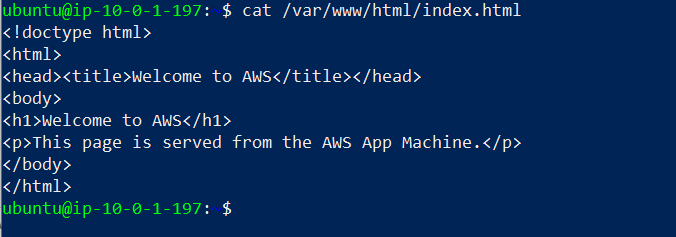 ubuntu@ip-10-0-1-197:~$ cat /var/www/html/index.html
<!doctype html>
<html>
<head><title>Welcome to AWS</title></head>
<body>
<h1>Welcome to AWS</h1>
<p>This page is served from the AWS App Machine.</p>
</body>
</html>
ubuntu@ip-10-0-1-197:~$